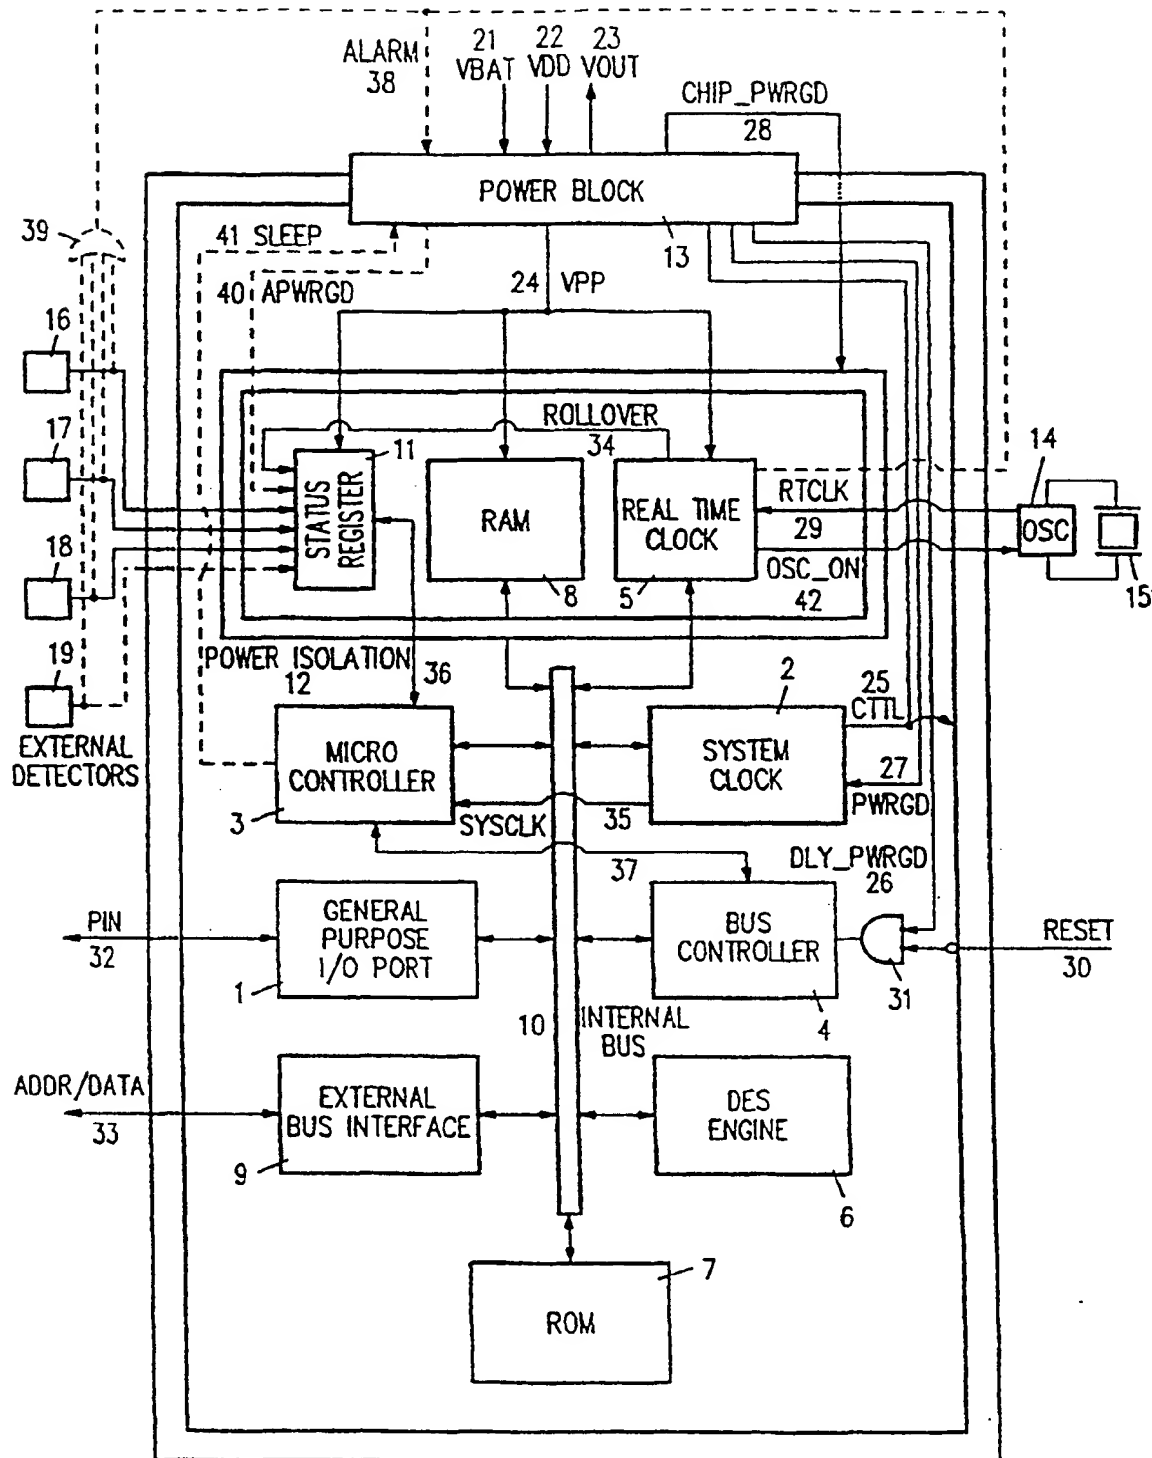 ALARM
38
21
VBAT
22
VDD
23
VOUT
CHIP_PWRGD
28
POWER BLOCK
13
39
41 SLEEP
40 APWRGD
24 VPP
16
17
18
19
EXTERNAL
DETECTORS
ROLLOVER
34
11
STATUS
REGISTER
RAM
8
REAL TIME
CLOCK
5
RTCLK
29
OSC_ON
42
14
OSC
15
POWER ISOLATION
12
36
MICRO
CONTROLLER
3
SYSCLK
35
2
SYSTEM
CLOCK
25
CTTL
27
PWRGD
37
DLY_PWRGD
26
PIN
32
GENERAL
PURPOSE
I/O PORT
1
BUS
CONTROLLER
4
31
RESET
30
10
INTERNAL
BUS
ADDR/DATA
33
EXTERNAL
BUS INTERFACE
9
DES
ENGINE
6
7
ROM